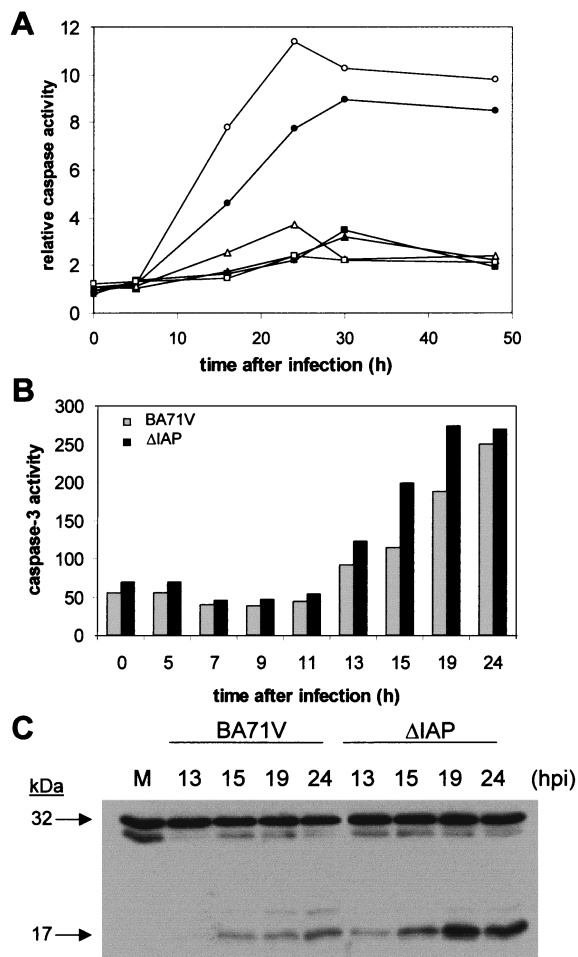 A
12
10
8
6
4
2
0
relative caspase activity
0 10 20 30 40 50
time after infection (h)
B
300
250
200
150
100
50
0
caspase-3 activity
BA71V
ΔIAP
0 5 7 9 11 13 15 19 24
time after infection (h)
C
BA71V ΔIAP
kDa M 13 15 19 24 13 15 19 24 (hpi)
32
17